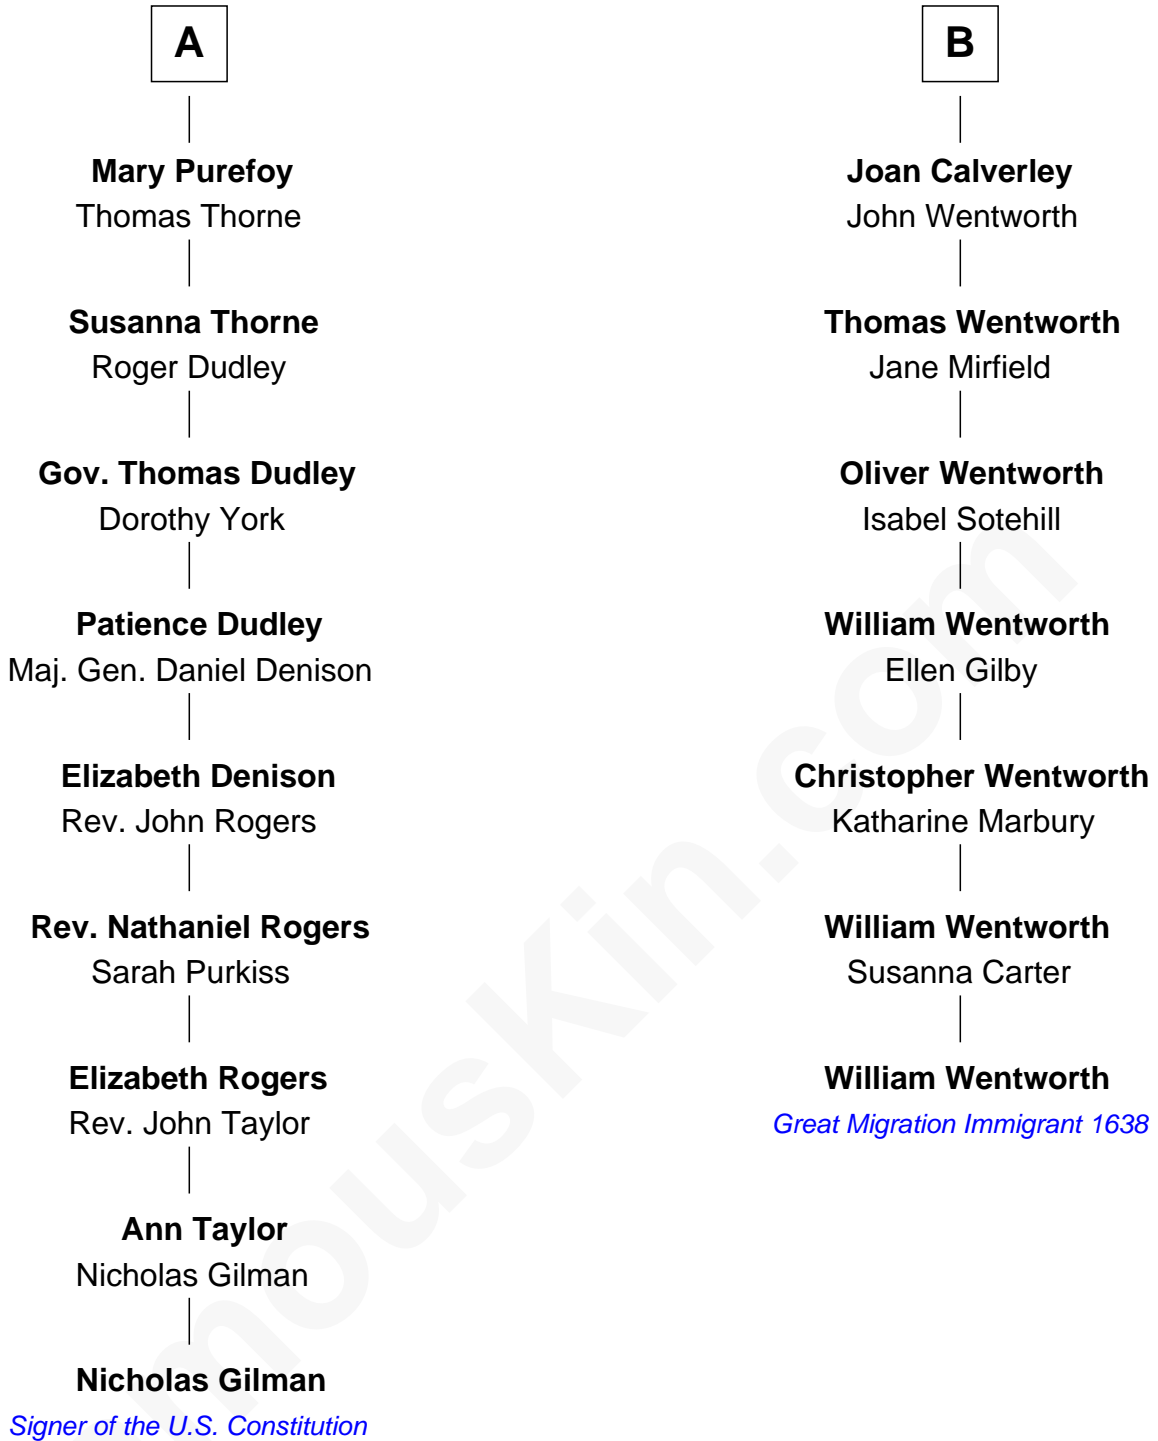 A
Mary Purefoy
Thomas Thorne
Susanna Thorne
Roger Dudley
Gov. Thomas Dudley
Dorothy York
Patience Dudley
Maj. Gen. Daniel Denison
Elizabeth Denison
Rev. John Rogers
Rev. Nathaniel Rogers
Sarah Purkiss
Elizabeth Rogers
Rev. John Taylor
Ann Taylor
Nicholas Gilman
Nicholas Gilman
Signer of the U.S. Constitution
B
Joan Calverley
John Wentworth
Thomas Wentworth
Jane Mirfield
Oliver Wentworth
Isabel Sotehill
William Wentworth
Ellen Gilby
Christopher Wentworth
Katharine Marbury
William Wentworth
Susanna Carter
William Wentworth
Great Migration Immigrant 1638
mouskin.com